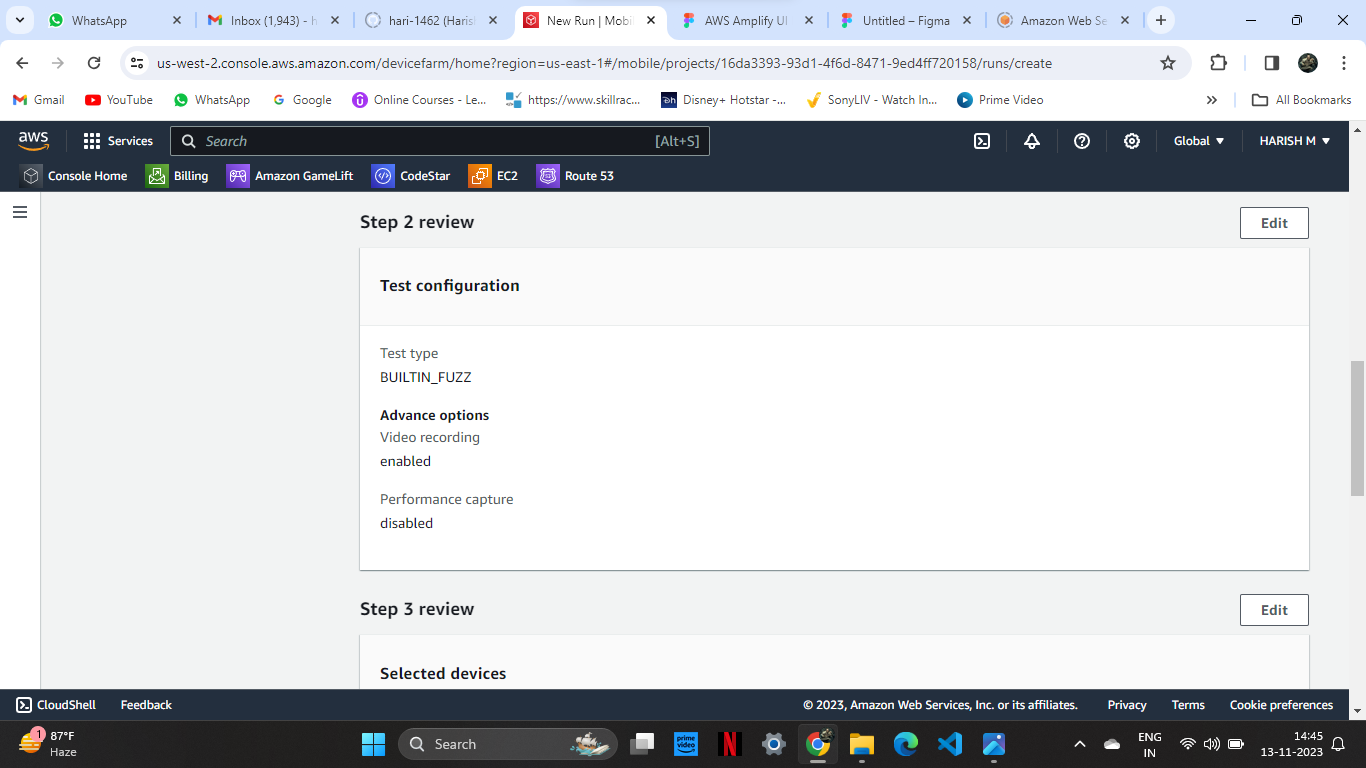 WhatsApp
Inbox (1,943) - h
hari-1462 (Harish
New Run | Mobil
AWS Amplify UI
Untitled – Figma
Amazon Web Se
us-west-2.console.aws.amazon.com/devicefarm/home?region=us-east-1#/mobile/projects/16da3393-93d1-4f6d-8471-9ed4ff720158/runs/create
Gmail
YouTube
WhatsApp
Google
Online Courses - Le...
https://www.skillrac...
Disney+ Hotstar -...
SonyLIV - Watch In...
Prime Video
All Bookmarks
aws
Services
Search
[Alt+S]
Global
HARISH M
Console Home
Billing
Amazon GameLift
CodeStar
EC2
Route 53
Step 2 review
Edit
Test configuration
Test type
BUILTIN_FUZZ
Advance options
Video recording
enabled
Performance capture
disabled
Step 3 review
Edit
Selected devices
CloudShell
Feedback
© 2023, Amazon Web Services, Inc. or its affiliates.
Privacy
Terms
Cookie preferences
1
87°F
Haze
Search
prime video
N
ENG
IN
14:45
13-11-2023